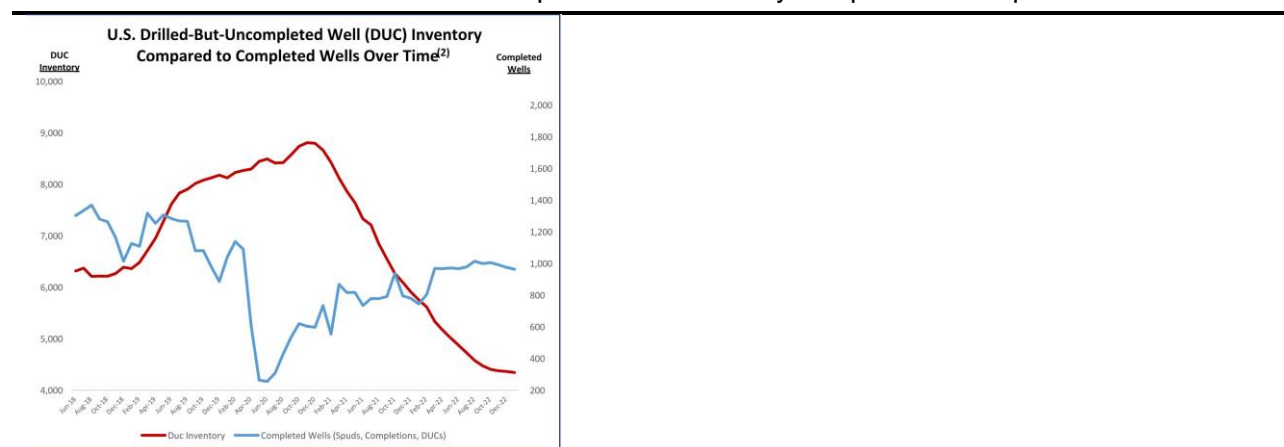 U.S. Drilled-But-Uncompleted Well (DUC) Inventory
Compared to Completed Wells Over Time(2)
DUC
Inventory
Completed
Wells
10,000
9,000
8,000
7,000
6,000
5,000
4,000
2,000
1,800
1,600
1,400
1,200
1,000
800
600
400
200
Jun-18
Aug-18
Oct-18
Dec-18
Feb-19
Apr-19
Jun-19
Aug-19
Oct-19
Dec-19
Feb-20
Apr-20
Jun-20
Aug-20
Oct-20
Dec-20
Feb-21
Apr-21
Jun-21
Aug-21
Oct-21
Dec-21
Feb-22
Apr-22
Jun-22
Aug-22
Oct-22
Dec-22
Duc Inventory
Completed Wells (Spuds, Completions, DUCs)